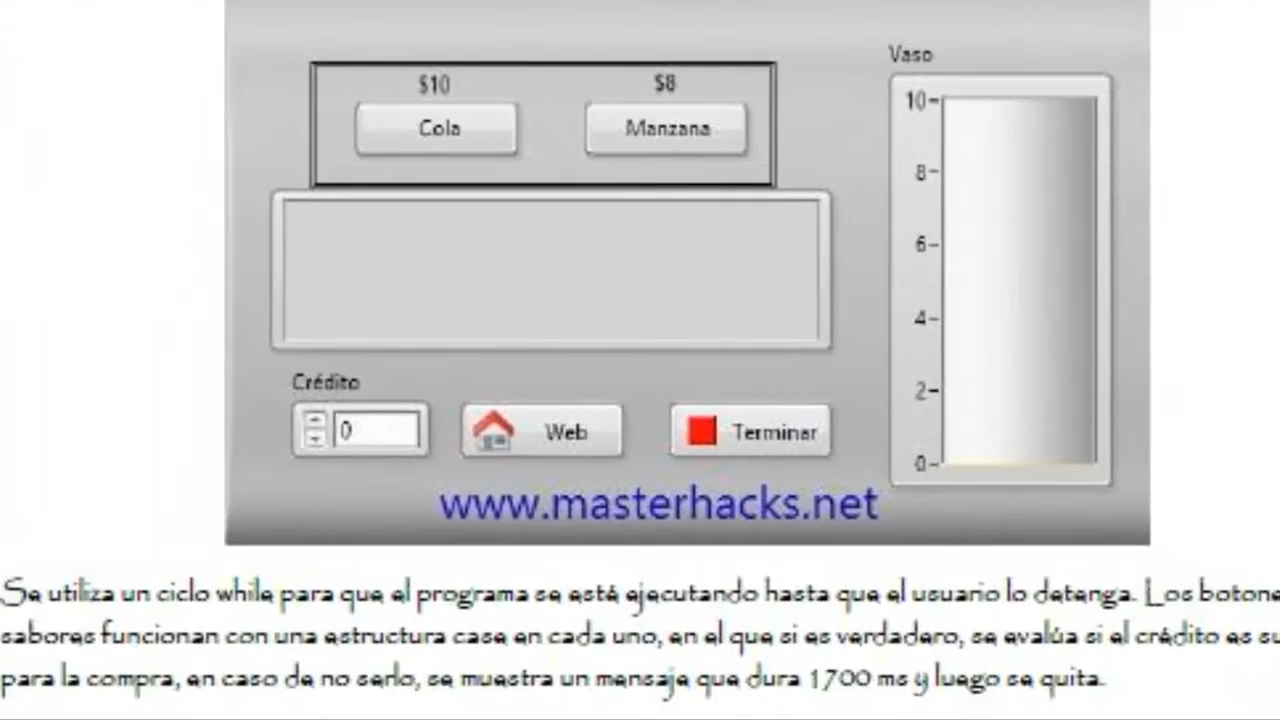 Vaso
$10 $8
Cola Manzana
10
8
6
4
2
0
Crédito
0 Web Terminar
www.masterhacks.net
Se utiliza un ciclo while para que el programa se esté ejecutando hasta que el usuario lo detenga. Los botone
sabores funcionan con una estructura case en cada uno, en el que si es verdadero, se evalúa si el crédito es su
para la compra, en caso de no serlo, se muestra un mensaje que dura 1700 ms y luego se quita.